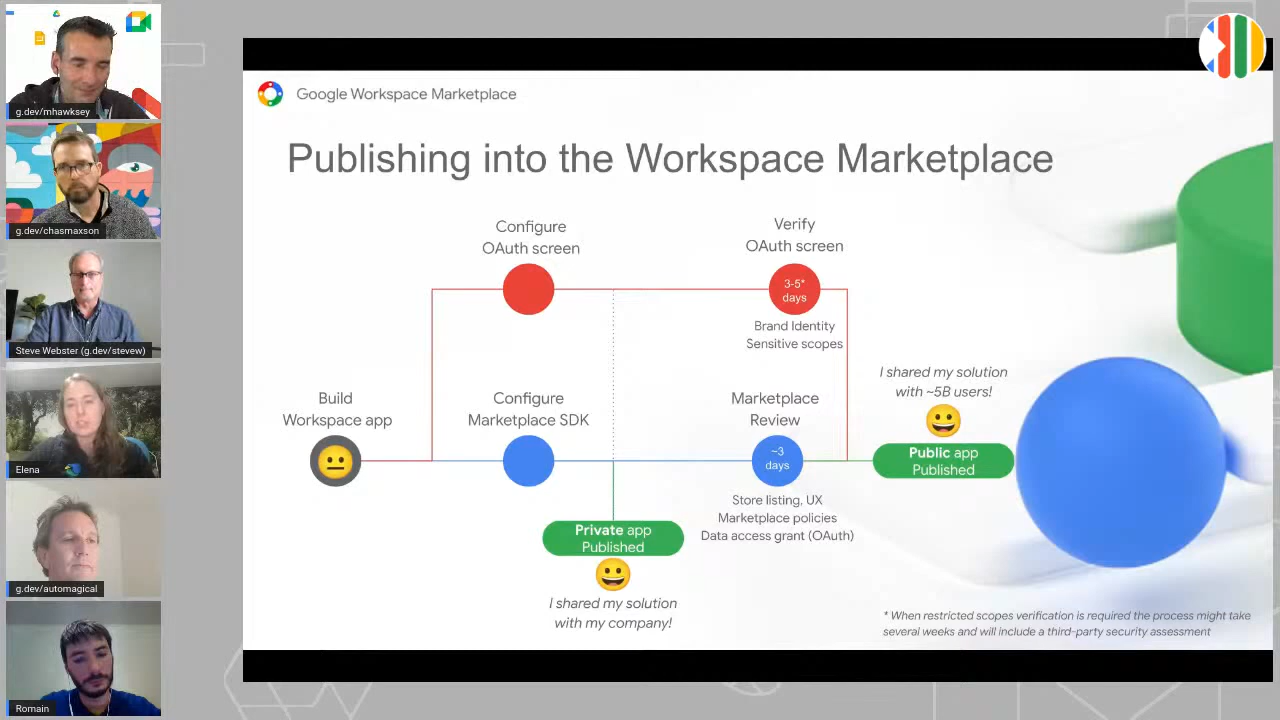 g.dev/mhawksey
g.dev/chasmaxson
Steve Webster (g.dev/stevew)
Elena
g.dev/automagical
Romain
Google Workspace Marketplace
Publishing into the Workspace Marketplace
Configure
OAuth screen
Verify
OAuth screen
3-5*
days
Brand Identity
Sensitive scopes
Build
Workspace app
Configure
Marketplace SDK
Marketplace
Review
~3
days
Store listing, UX
Marketplace policies
Data access grant (OAuth)
I shared my solution
with ~5B users!
Public app
Published
Private app
Published
I shared my solution
with my company!
* When restricted scopes verification is required the process might take
several weeks and will include a third-party security assessment